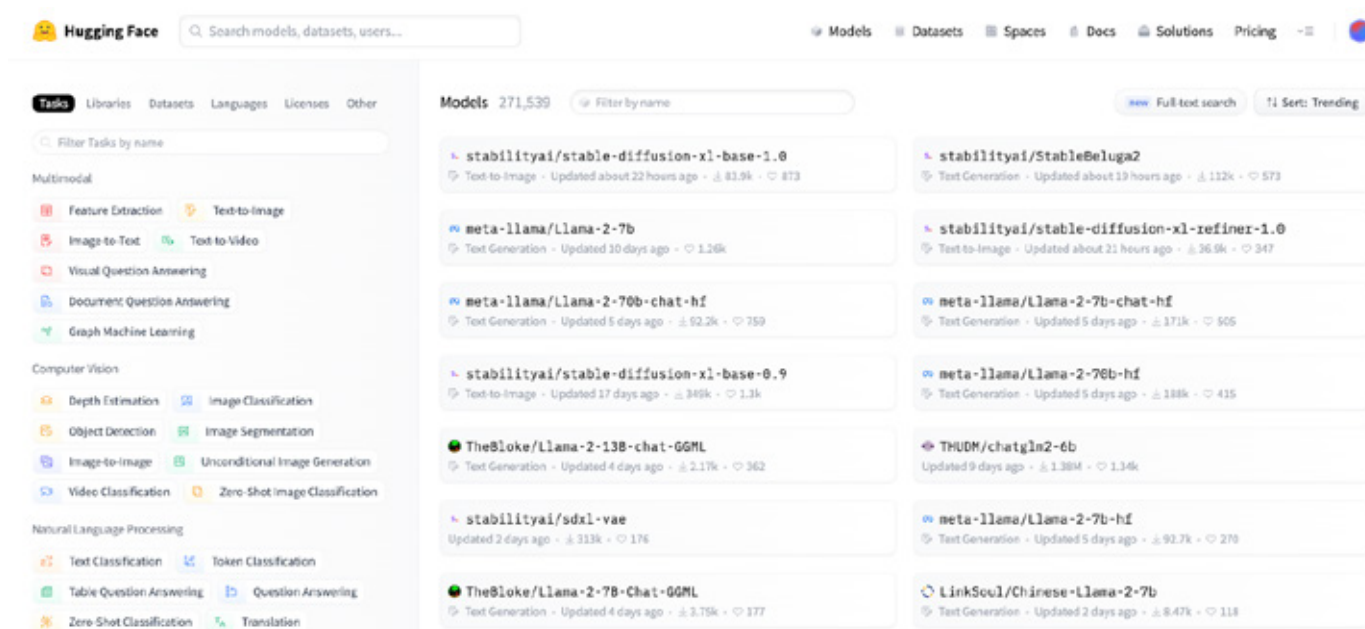 Hugging Face
Search models, datasets, users...
Models
Datasets
Spaces
Docs
Solutions
Pricing
Tasks Libraries Datasets Languages Licenses Other
Filter Tasks by name
Multimodal
Feature Extraction Text-to-Image
Image-to-Text Text-to-Video
Visual Question Answering
Document Question Answering
Graph Machine Learning
Computer Vision
Depth Estimation Image Classification
Object Detection Image Segmentation
Image-to-Image Unconditional Image Generation
Video Classification Zero-Shot Image Classification
Natural Language Processing
Text Classification Token Classification
Table Question Answering Question Answering
Zero-Shot Classification Translation
Models 271,539
Filter by name
new Full-text search
Sort: Trending
stabilityai/stable-diffusion-xl-base-1.0
Text-to-Image • Updated about 22 hours ago • 83.9k • 873
stabilityai/StableBeluga2
Text Generation • Updated about 19 hours ago • 112k • 573
meta-llama/Llama-2-7b
Text Generation • Updated 10 days ago • 1.26k
stabilityai/stable-diffusion-xl-refiner-1.0
Text-to-Image • Updated about 21 hours ago • 36.9k • 347
meta-llama/Llama-2-70b-chat-hf
Text Generation • Updated 5 days ago • 92.2k • 759
meta-llama/Llama-2-7b-chat-hf
Text Generation • Updated 5 days ago • 171k • 505
stabilityai/stable-diffusion-xl-base-0.9
Text-to-Image • Updated 17 days ago • 349k • 1.3k
meta-llama/Llama-2-70b-hf
Text Generation • Updated 5 days ago • 188k • 415
TheBloke/Llama-2-13B-chat-GGML
Text Generation • Updated 4 days ago • 2.17k • 362
THUDM/chatglm2-6b
Updated 9 days ago • 1.38M • 1.34k
stabilityai/sdxl-vae
Updated 2 days ago • 313k • 176
meta-llama/Llama-2-7b-hf
Text Generation • Updated 5 days ago • 92.7k • 270
TheBloke/Llama-2-7B-Chat-GGML
Text Generation • Updated 4 days ago • 3.75k • 177
LinkSoul/Chinese-Llama-2-7b
Text Generation • Updated 2 days ago • 8.47k • 118